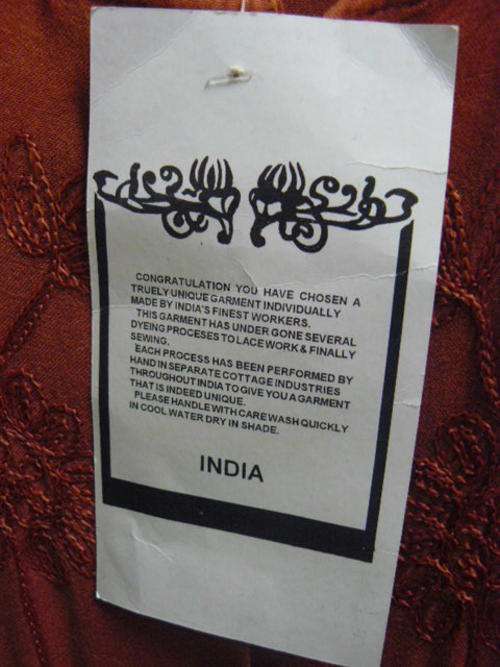 CONGRATULATION YOU HAVE CHOSEN A
TRUELY UNIQUE GARMENT INDIVIDUALLY
MADE BY INDIA'S FINEST WORKERS.
THIS GARMENT HAS UNDER GONE SEVERAL
DYEING PROCESES TO LACE WORK & FINALLY
SEWING.
EACH PROCESS HAS BEEN PERFORMED BY
HAND IN SEPARATE COTTAGE INDUSTRIES
THROUGHOUT INDIA TO GIVE YOU A GARMENT
THAT IS INDEED UNIQUE.
PLEASE HANDLE WITH CARE WASH QUICKLY
IN COOL WATER DRY IN SHADE.
INDIA